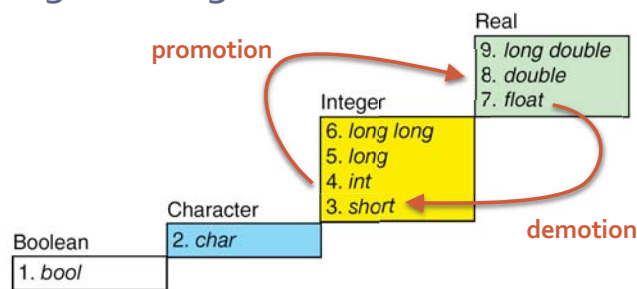 Real
promotion
9. long double
8. double
7. float
Integer
6. long long
5. long
4. int
3. short
Character
2. char
demotion
Boolean
1. bool